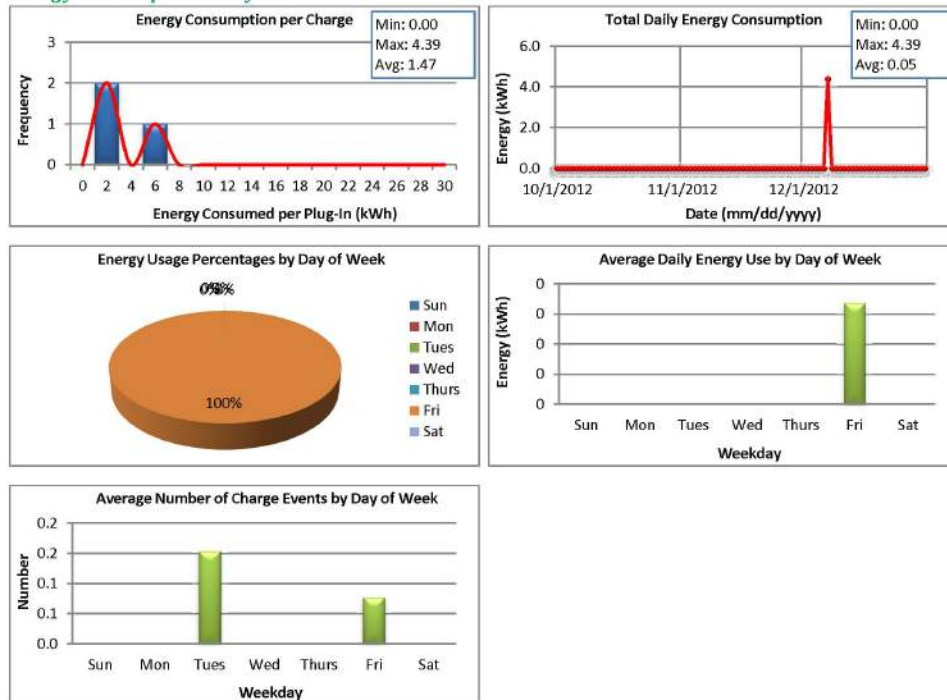 Energy Consumption per Charge
Min: 0.00
Max: 4.39
Avg: 1.47
3
2
1
0
Frequency
0 2 4 6 8 10 12 14 16 18 20 22 24 26 28 30
Energy Consumed per Plug-In (kWh)
Total Daily Energy Consumption
Min: 0.00
Max: 4.39
Avg: 0.05
6.0
4.0
2.0
0.0
Energy (kWh)
10/1/2012 11/1/2012 12/1/2012
Date (mm/dd/yyyy)
Energy Usage Percentages by Day of Week
100%
Sun
Mon
Tues
Wed
Thurs
Fri
Sat
Average Daily Energy Use by Day of Week
0
0
0
0
0
Energy (kWh)
Sun Mon Tues Wed Thurs Fri Sat
Weekday
Average Number of Charge Events by Day of Week
0.2
0.2
0.1
0.1
0.0
Number
Sun Mon Tues Wed Thurs Fri Sat
Weekday